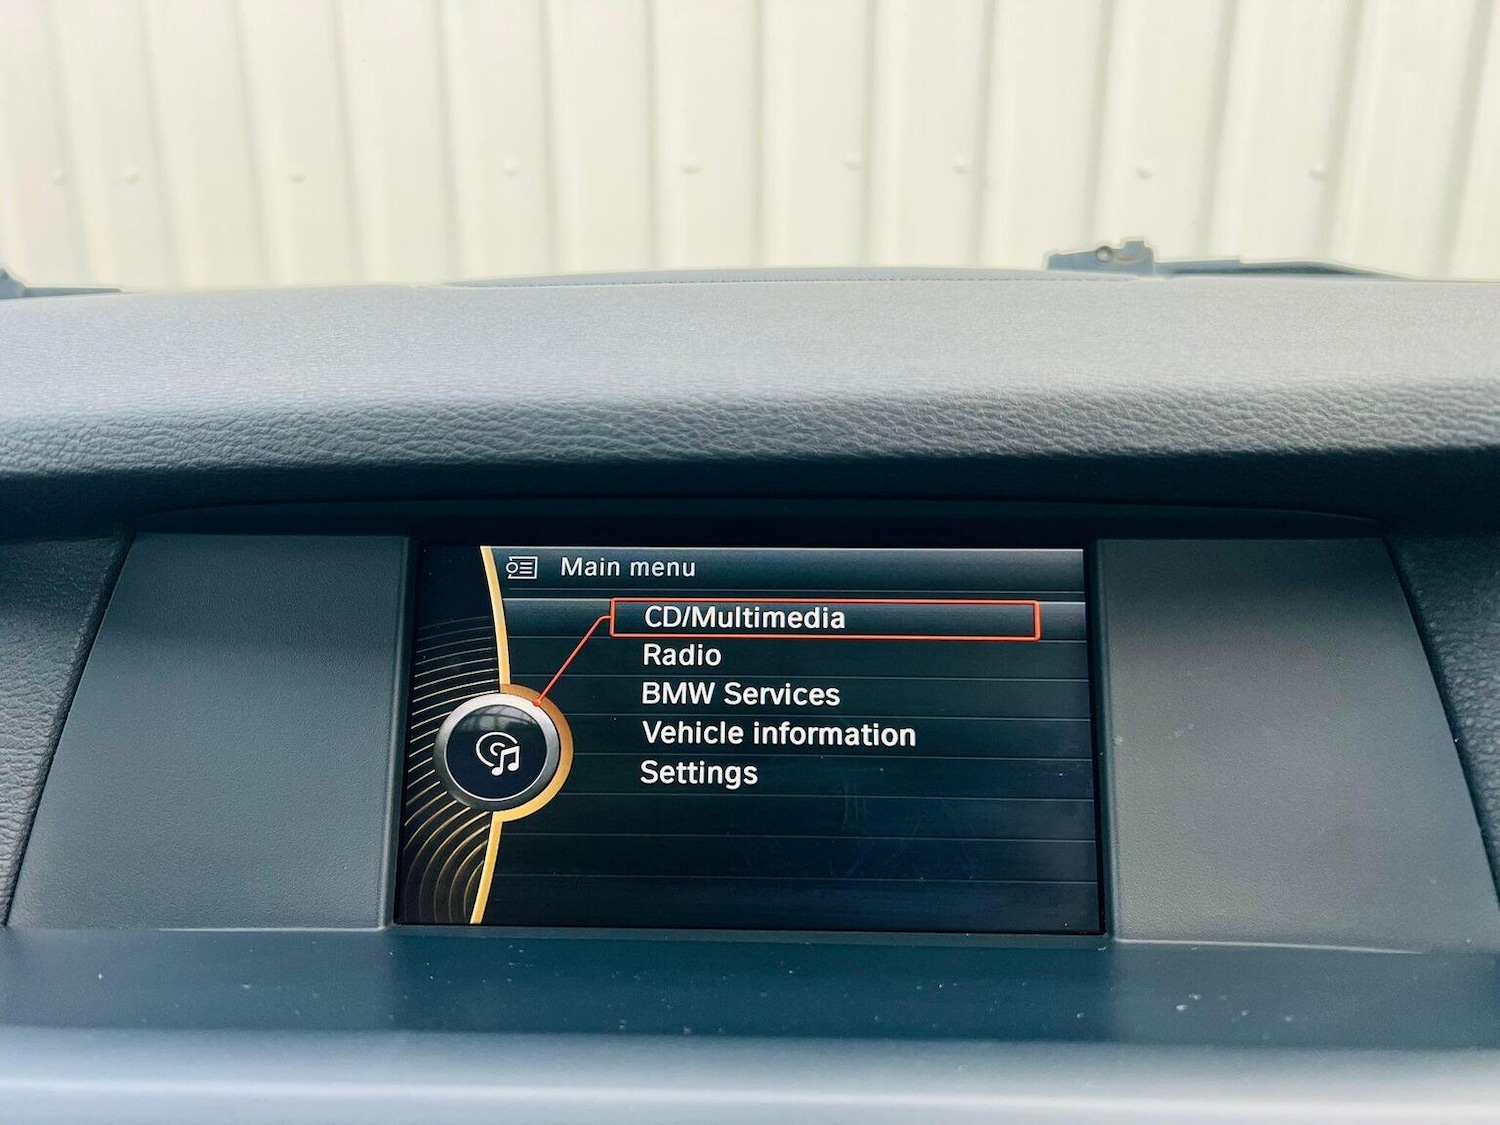 Main menu
CD/Multimedia
Radio
BMW Services
Vehicle information
Settings